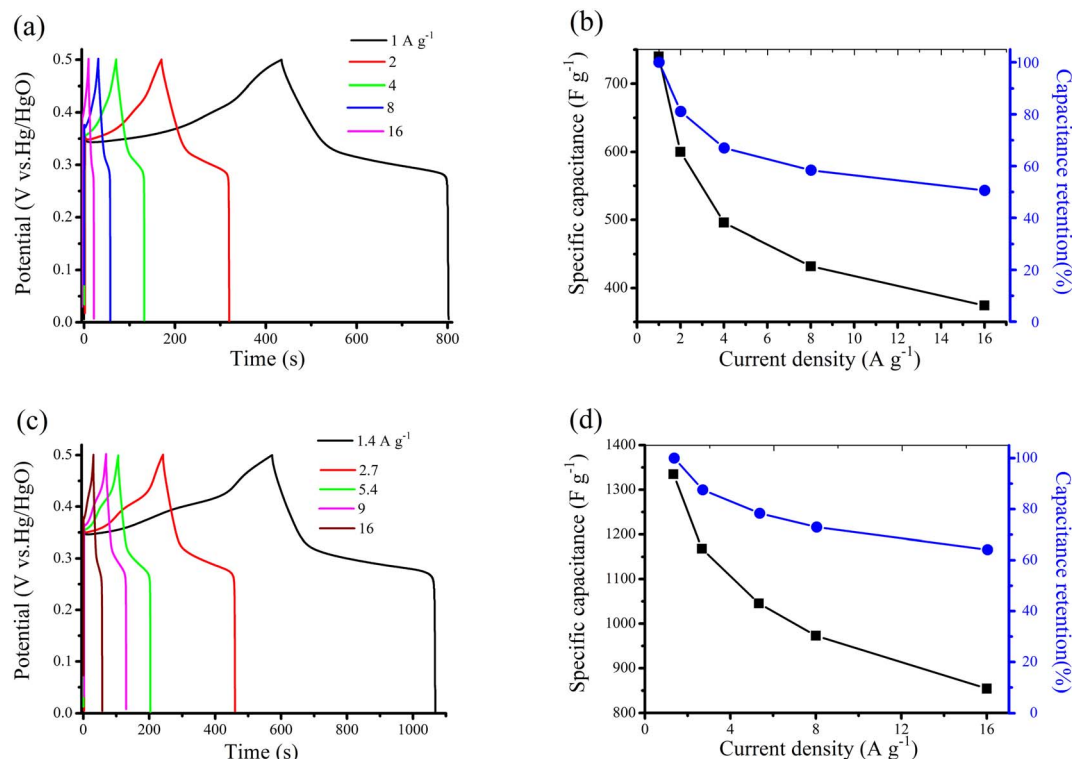 (a)
1 A g⁻¹
2
4
8
16
0.5
0.4
0.3
0.2
0.1
0.0
Potential (V vs.Hg/HgO)
0 200 400 600 800
Time (s)
(b)
700
600
500
400
Specific capacitance (F g⁻¹)
100
80
60
40
20
0
Capacitance retention(%)
0 2 4 6 8 10 12 14 16
Current density (A g⁻¹)
(c)
1.4 A g⁻¹
2.7
5.4
9
16
0.5
0.4
0.3
0.2
0.1
0.0
Potential (V vs.Hg/HgO)
0 200 400 600 800 1000
Time (s)
(d)
1400
1300
1200
1100
1000
900
800
Specific capacitance (F g⁻¹)
100
80
60
40
20
0
Capacitance retention(%)
0 4 8 12 16
Current density (A g⁻¹)